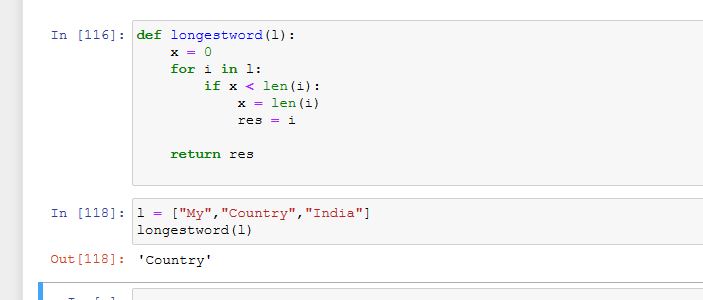 In [116]: def longestword(l):
    x = 0
    for i in l:
        if x < len(i):
            x = len(i)
            res = i
    return res
In [118]: l = ["My","Country","India"]
longestword(l)
Out[118]: 'Country'